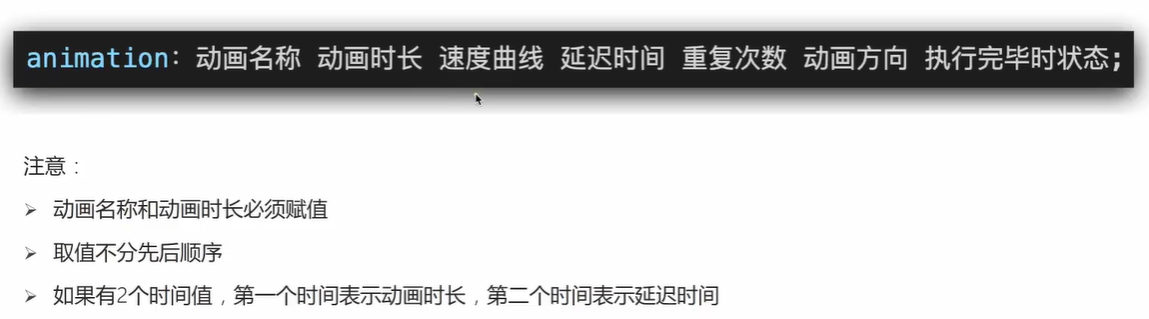 animation: 动画名称 动画时长 速度曲线 延迟时间 重复次数 动画方向 执行完毕时状态;
注意：
➢ 动画名称和动画时长必须赋值
➢ 取值不分先后顺序
➢ 如果有2个时间值，第一个时间表示动画时长，第二个时间表示延迟时间